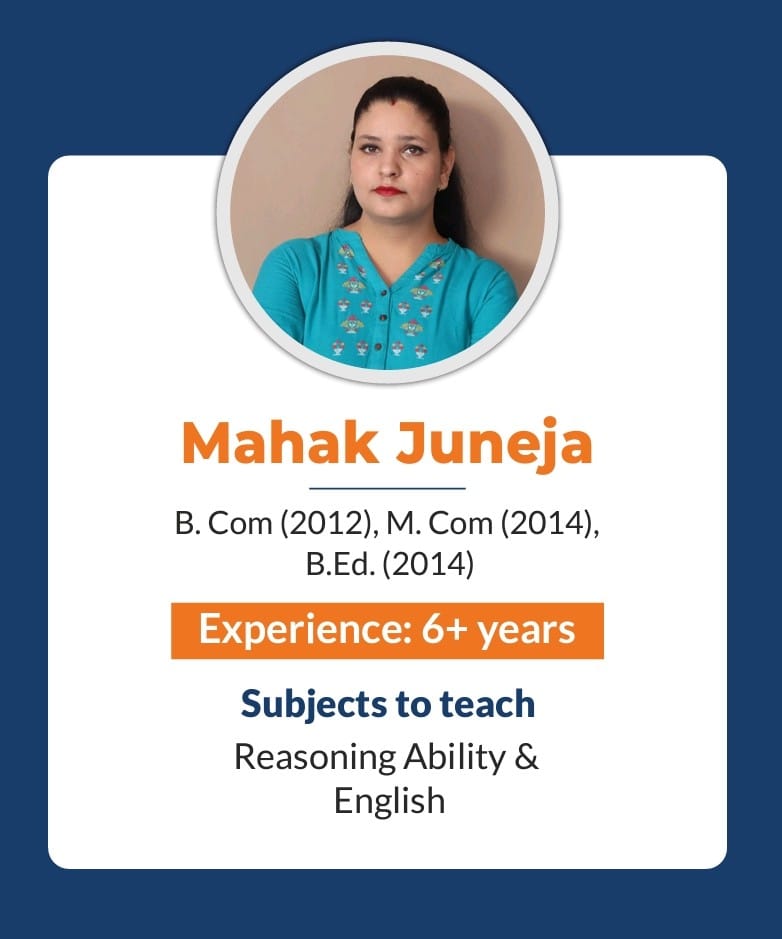 Mahak Juneja
B. Com (2012), M. Com (2014),
B.Ed. (2014)
Experience: 6+ years
Subjects to teach
Reasoning Ability &
English